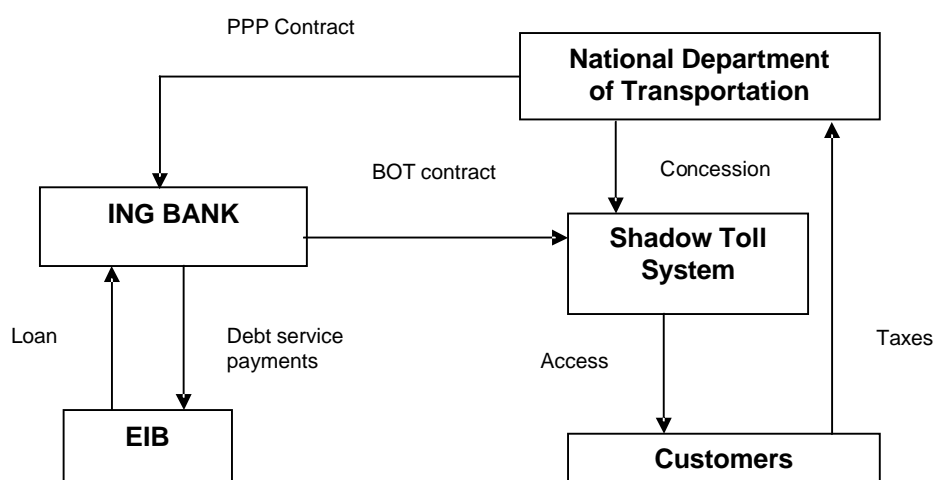 PPP Contract
National Department
of Transportation
BOT contract
Concession
ING BANK
Shadow Toll
System
Loan
Debt service
payments
Access
Taxes
EIB
Customers